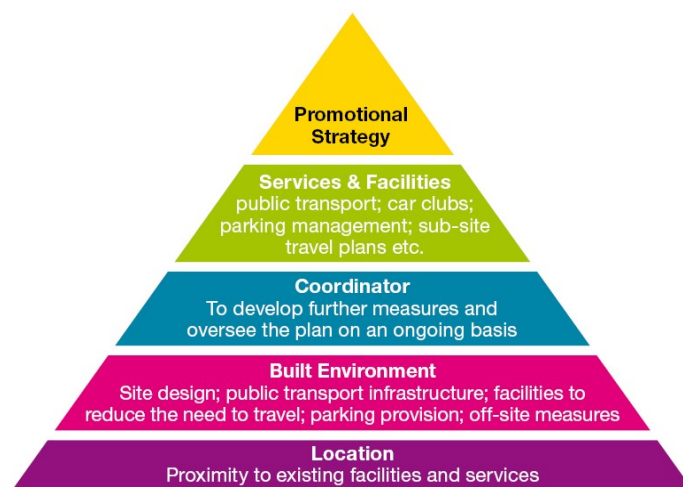 Promotional
Strategy
Services & Facilities
public transport; car clubs;
parking management; sub-site
travel plans etc.
Coordinator
To develop further measures and
oversee the plan on an ongoing basis
Built Environment
Site design; public transport infrastructure; facilities to
reduce the need to travel; parking provision; off-site measures
Location
Proximity to existing facilities and services